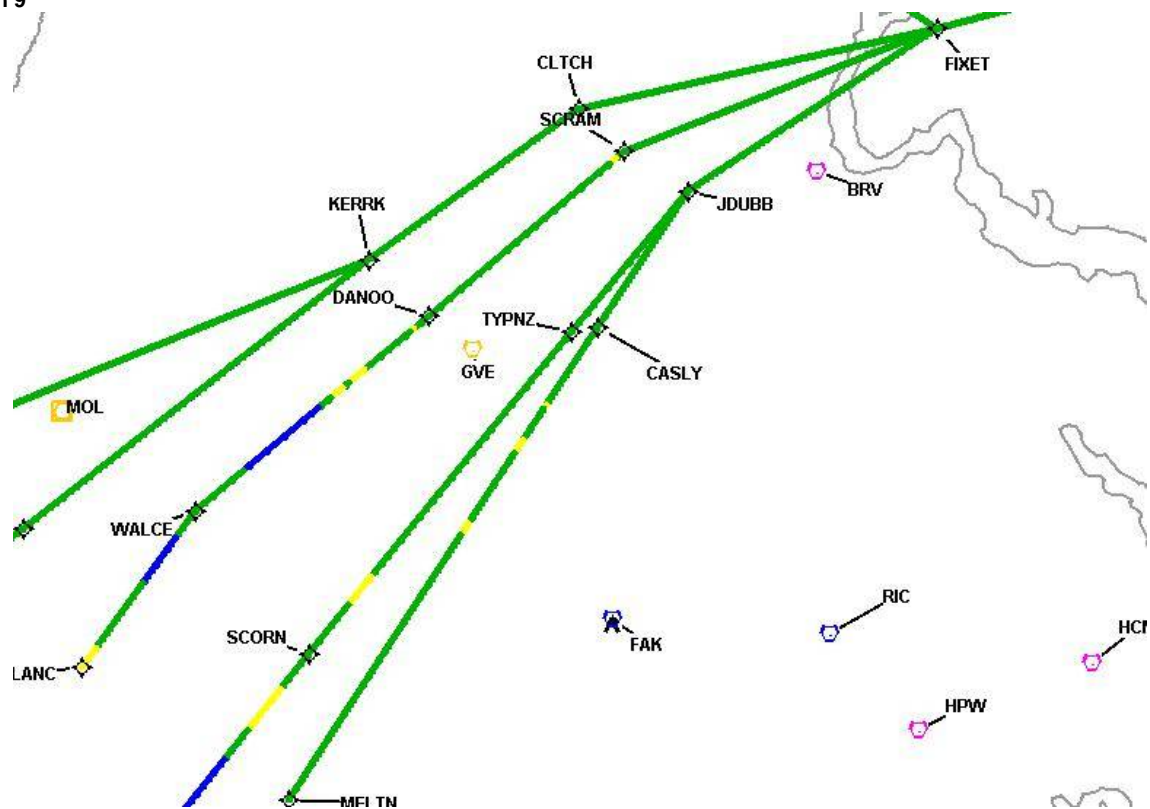 CLTCH
FIXET
SCRAM
BRV
KERRK
JDUBB
DANOO
TYPNZ
GVE
CASLY
MOL
WALCE
RIC
SCORN
FAK
LANC
HPW